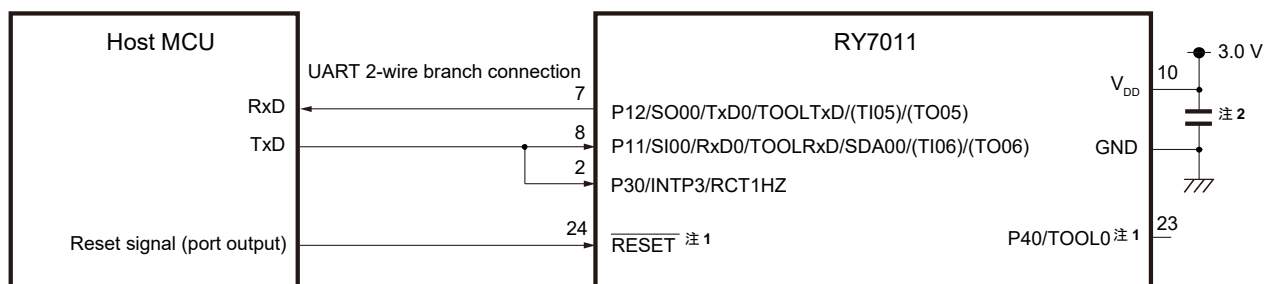 Host MCU
RY7011
UART 2-wire branch connection
3.0 V
10
VDD
注 2
RxD
7
P12/SO00/TxD0/TOOLTxD/(TI05)/(TO05)
TxD
8
P11/SI00/RxD0/TOOLRxD/SDA00/(TI06)/(TO06)
GND
2
P30/INTP3/RCT1HZ
Reset signal (port output)
24
RESET 注 1
P40/TOOL0 注 1
23